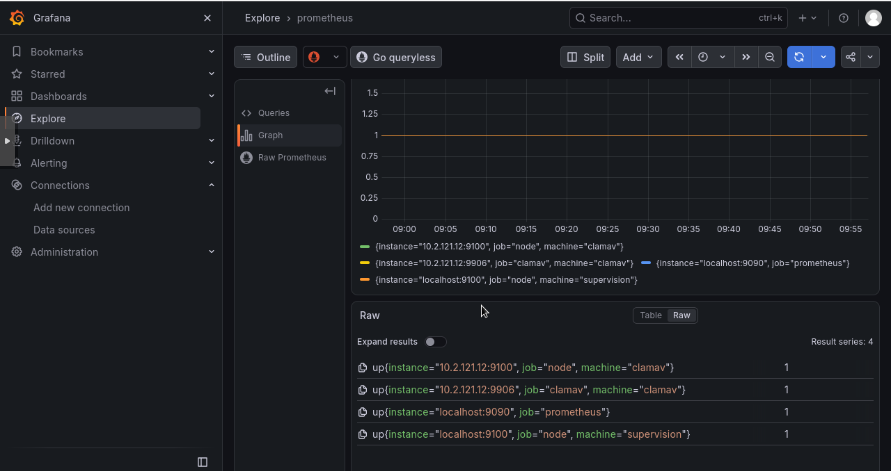 Grafana
Explore › prometheus
Search...
ctrl+k
Bookmarks
Starred
Dashboards
Explore
Drilldown
Alerting
Connections
Add new connection
Data sources
Administration
Outline
Go queryless
Split
Add
Queries
Graph
Raw Prometheus
1.5
1.25
1
0.75
0.5
0.25
0
09:00 09:05 09:10 09:15 09:20 09:25 09:30 09:35 09:40 09:45 09:50 09:55
{instance="10.2.121.12:9100", job="node", machine="clamav"}
{instance="10.2.121.12:9906", job="clamav", machine="clamav"} {instance="localhost:9090", job="prometheus"}
{instance="localhost:9100", job="node", machine="supervision"}
Raw
Table Raw
Expand results
Result series: 4
up{instance="10.2.121.12:9100", job="node", machine="clamav"} 1
up{instance="10.2.121.12:9906", job="clamav", machine="clamav"} 1
up{instance="localhost:9090", job="prometheus"} 1
up{instance="localhost:9100", job="node", machine="supervision"} 1